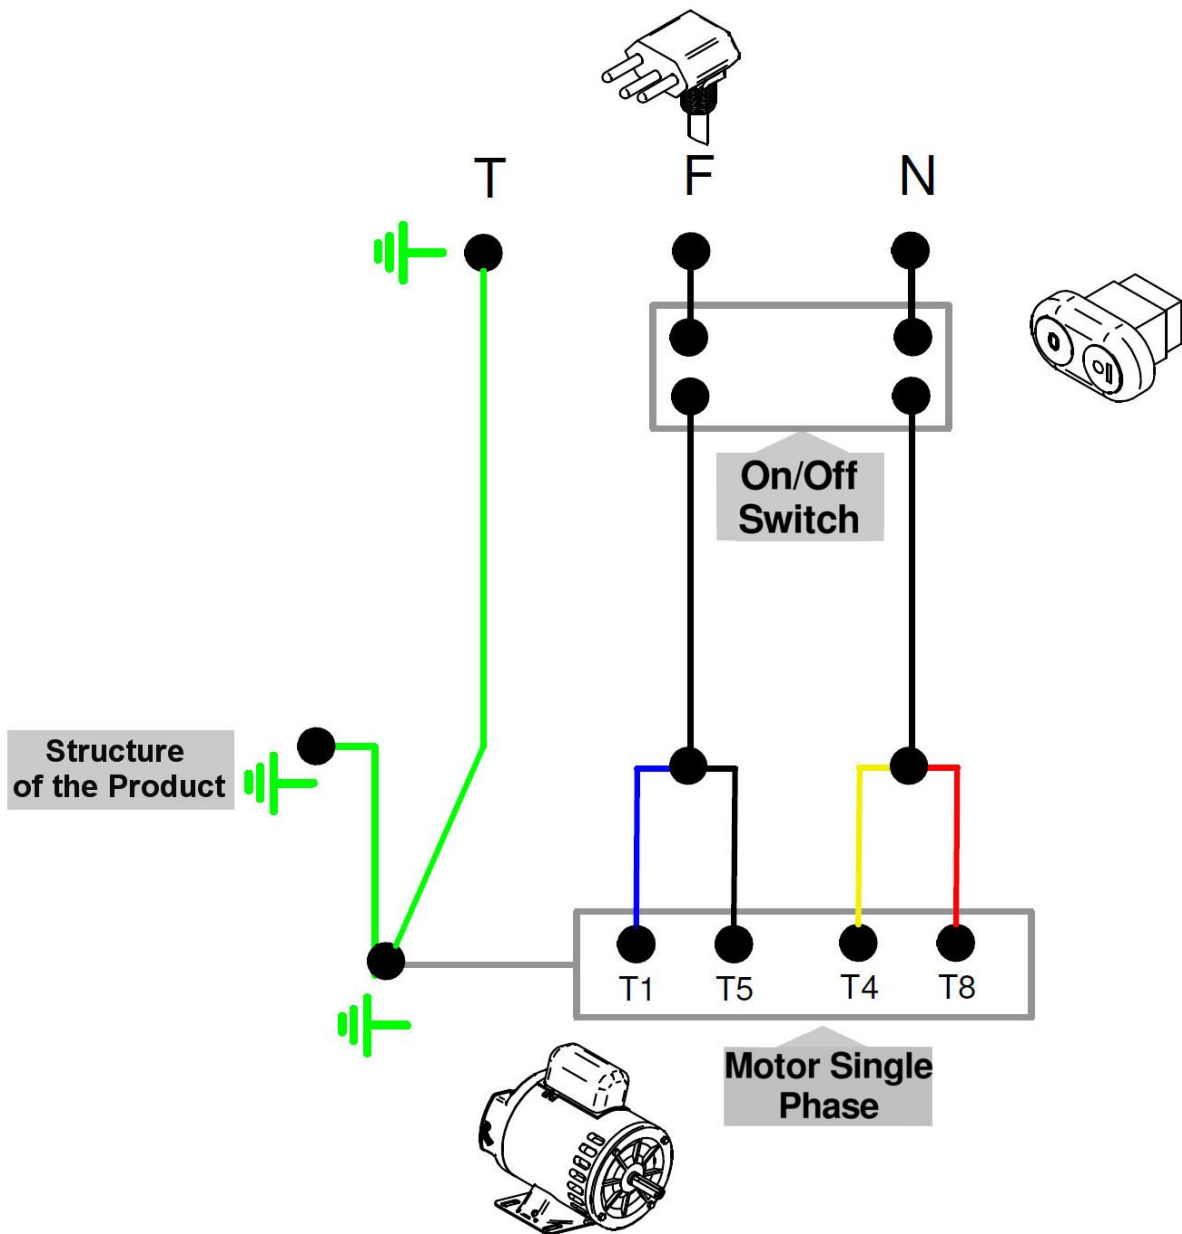 T
F
N
On/Off
Switch
Structure
of the Product
T1
T5
T4
T8
Motor Single
Phase